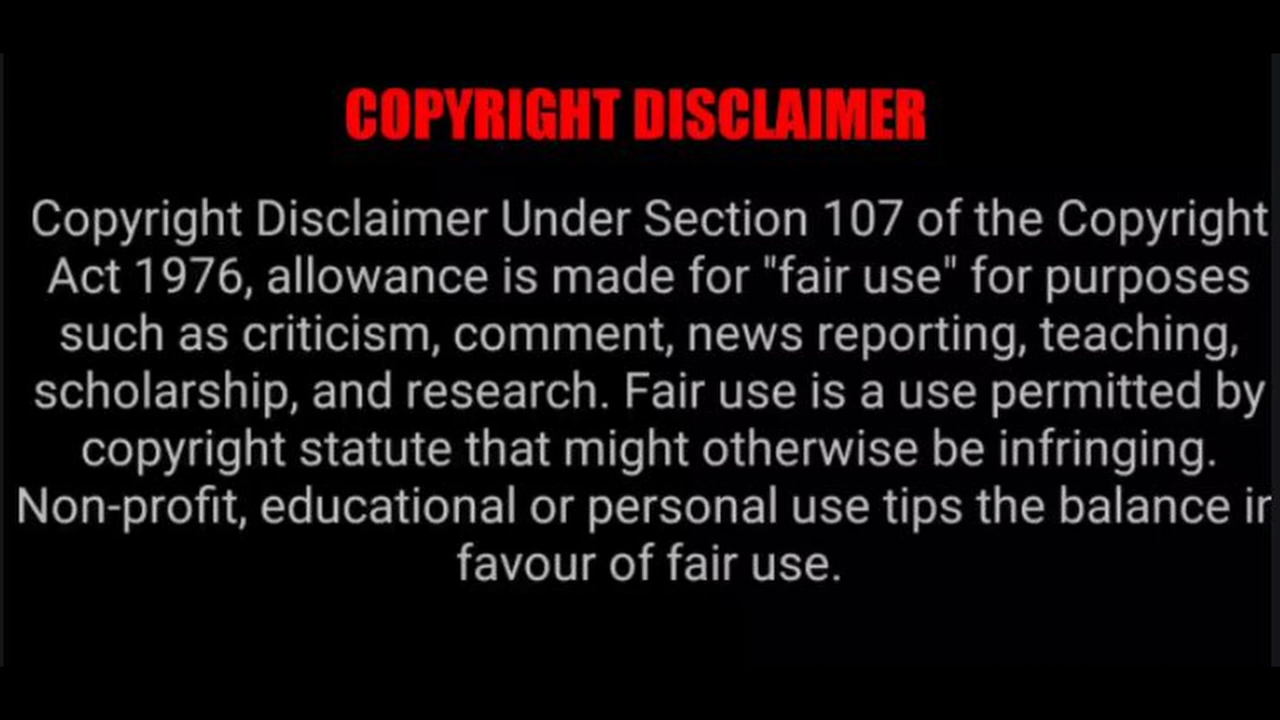 COPYRIGHT DISCLAIMER
Copyright Disclaimer Under Section 107 of the Copyright
Act 1976, allowance is made for "fair use" for purposes
such as criticism, comment, news reporting, teaching,
scholarship, and research. Fair use is a use permitted by
copyright statute that might otherwise be infringing.
Non-profit, educational or personal use tips the balance in
favour of fair use.